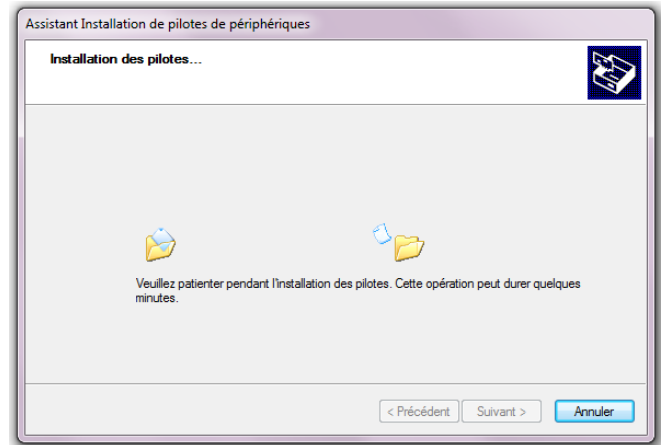 Assistant Installation de pilotes de périphériques
Installation des pilotes...
Veuillez patienter pendant l'installation des pilotes. Cette opération peut durer quelques
minutes.
< Précédent Suivant > Annuler